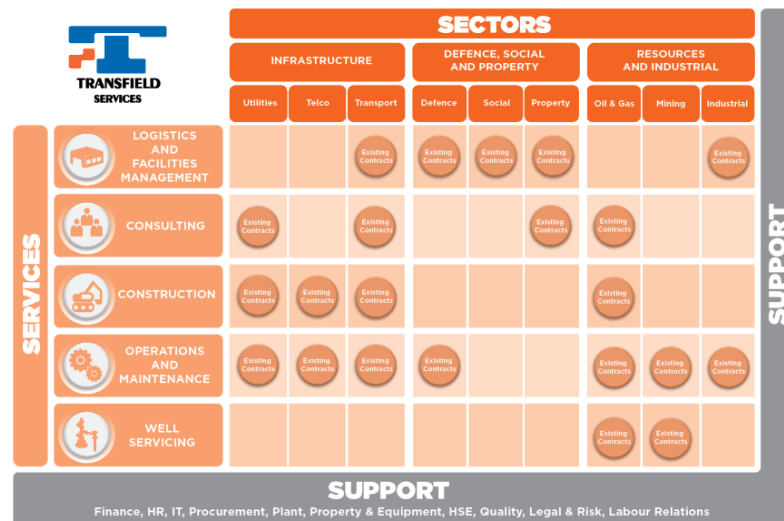 TRANSFIELD
SERVICES
SECTORS
INFRASTRUCTURE
DEFENCE, SOCIAL
AND PROPERTY
RESOURCES
AND INDUSTRIAL
Utilities
Telco
Transport
Defence
Social
Property
Oil & Gas
Mining
Industrial
SERVICES
LOGISTICS
AND
FACILITIES
MANAGEMENT
Existing
Contracts
Existing
Contracts
Existing
Contracts
Existing
Contracts
Existing
Contracts
CONSULTING
Existing
Contracts
Existing
Contracts
Existing
Contracts
Existing
Contracts
CONSTRUCTION
Existing
Contracts
Existing
Contracts
Existing
Contracts
Existing
Contracts
OPERATIONS
AND
MAINTENANCE
Existing
Contracts
Existing
Contracts
Existing
Contracts
Existing
Contracts
Existing
Contracts
Existing
Contracts
Existing
Contracts
WELL
SERVICING
Existing
Contracts
Existing
Contracts
SUPPORT
SUPPORT
Finance, HR, IT, Procurement, Plant, Property & Equipment, HSE, Quality, Legal & Risk, Labour Relations